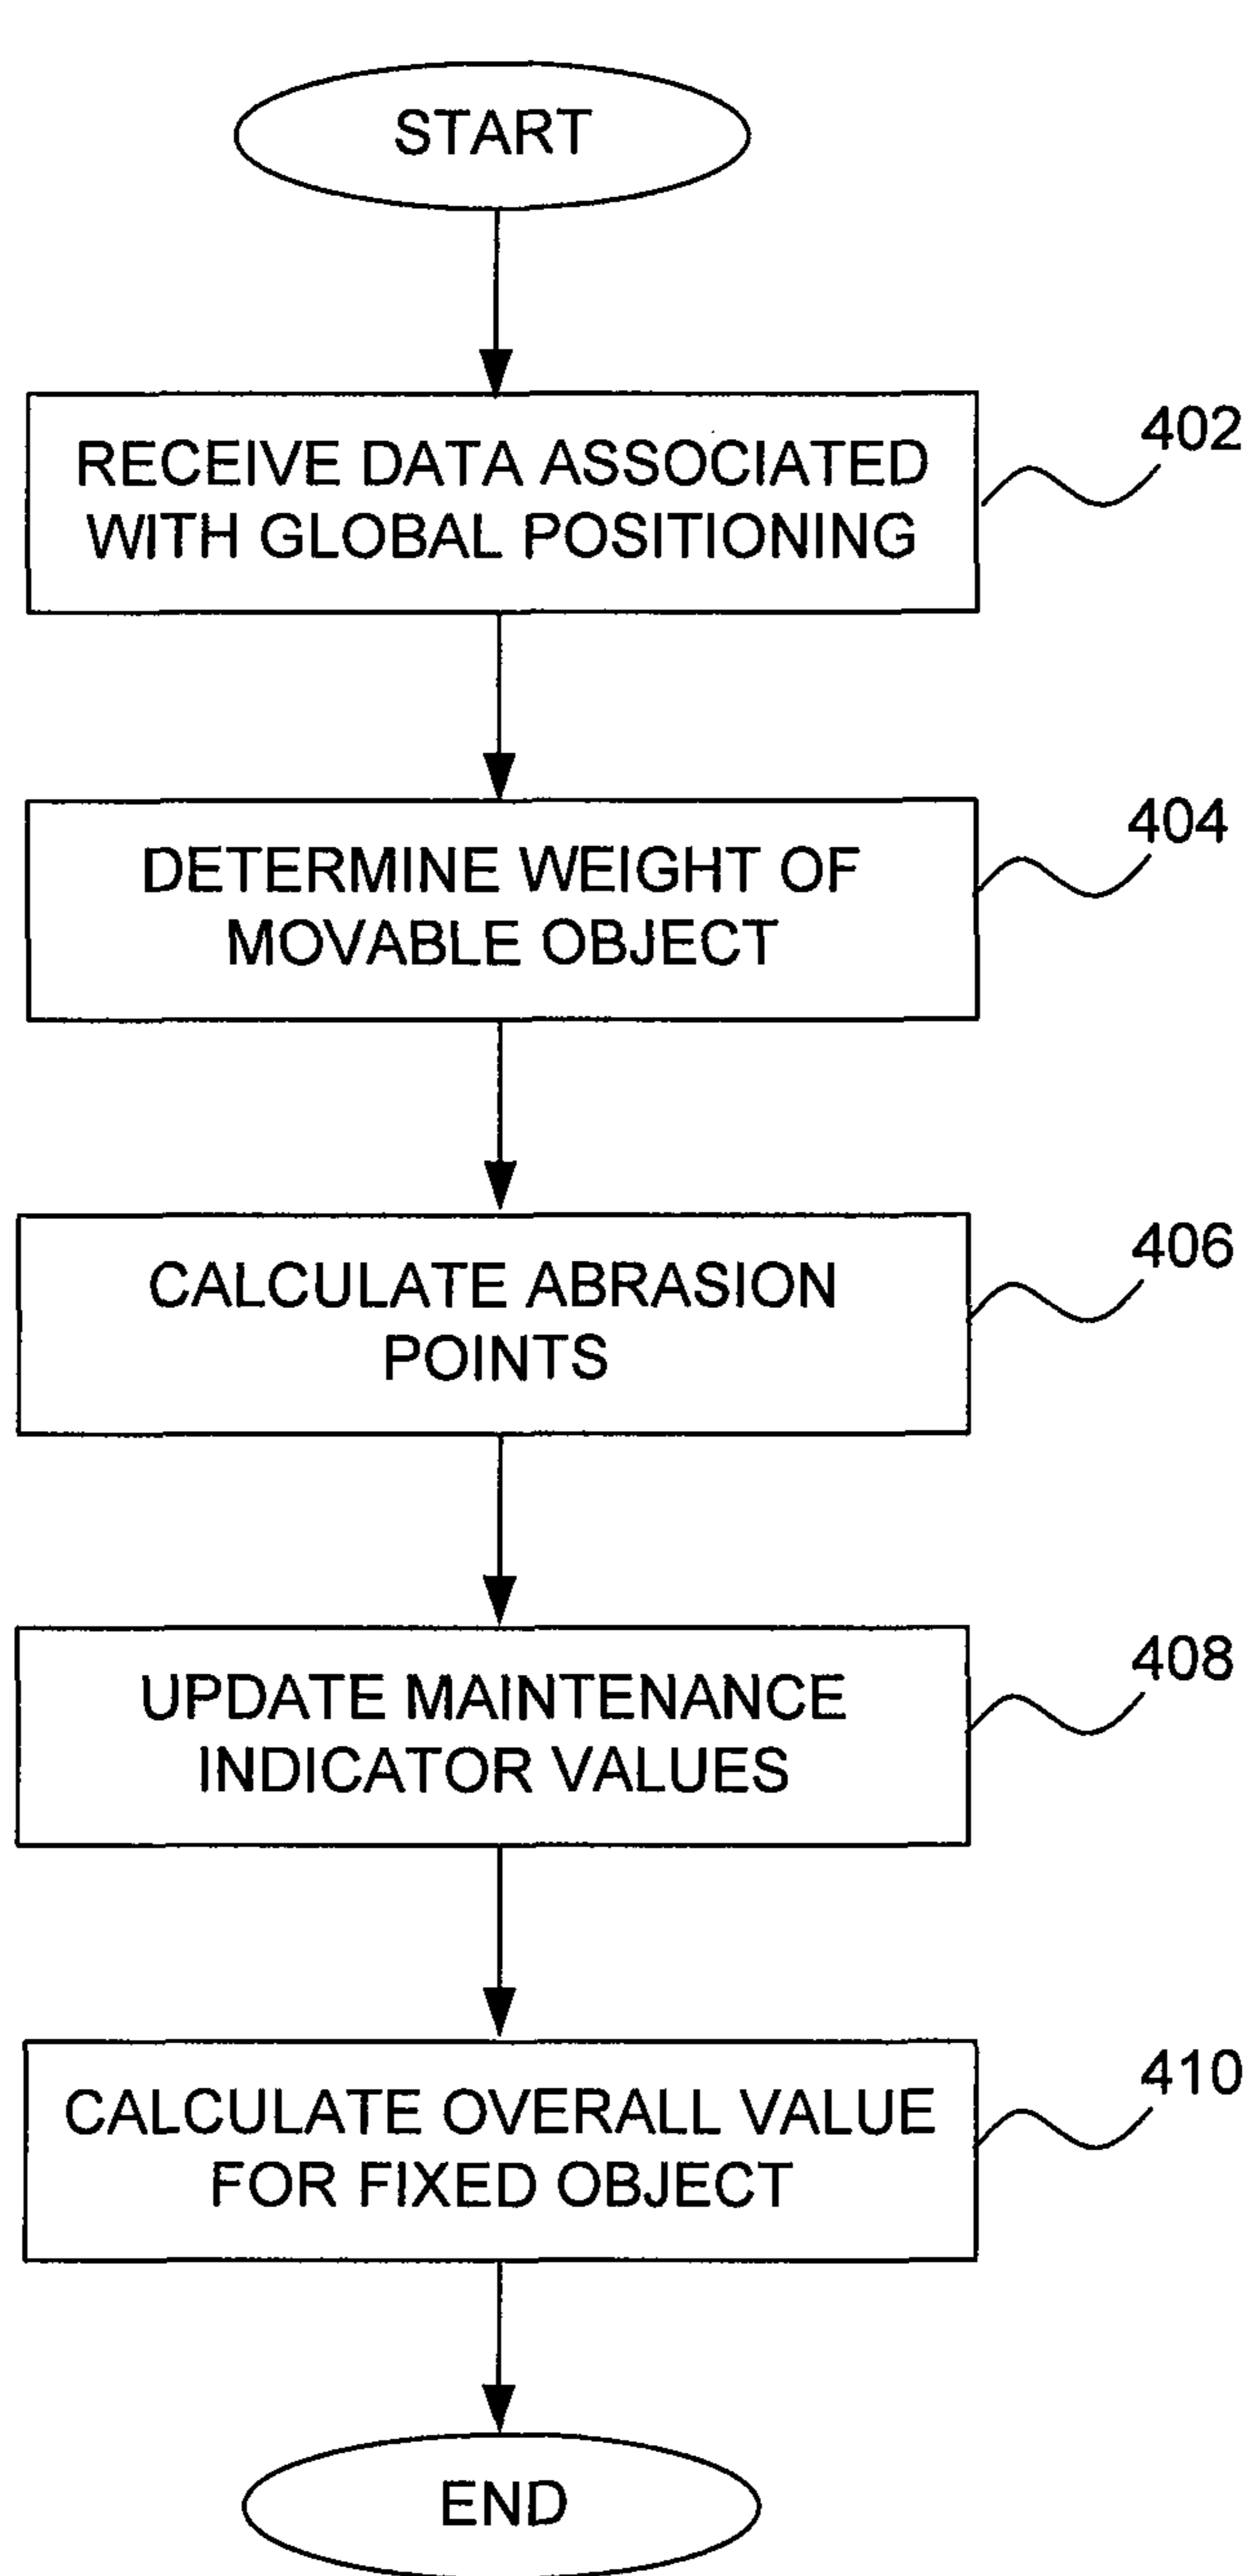 START
RECEIVE DATA ASSOCIATED
WITH GLOBAL POSITIONING
402
DETERMINE WEIGHT OF
MOVABLE OBJECT
404
CALCULATE ABRASION
POINTS
406
UPDATE MAINTENANCE
INDICATOR VALUES
408
CALCULATE OVERALL VALUE
FOR FIXED OBJECT
410
END